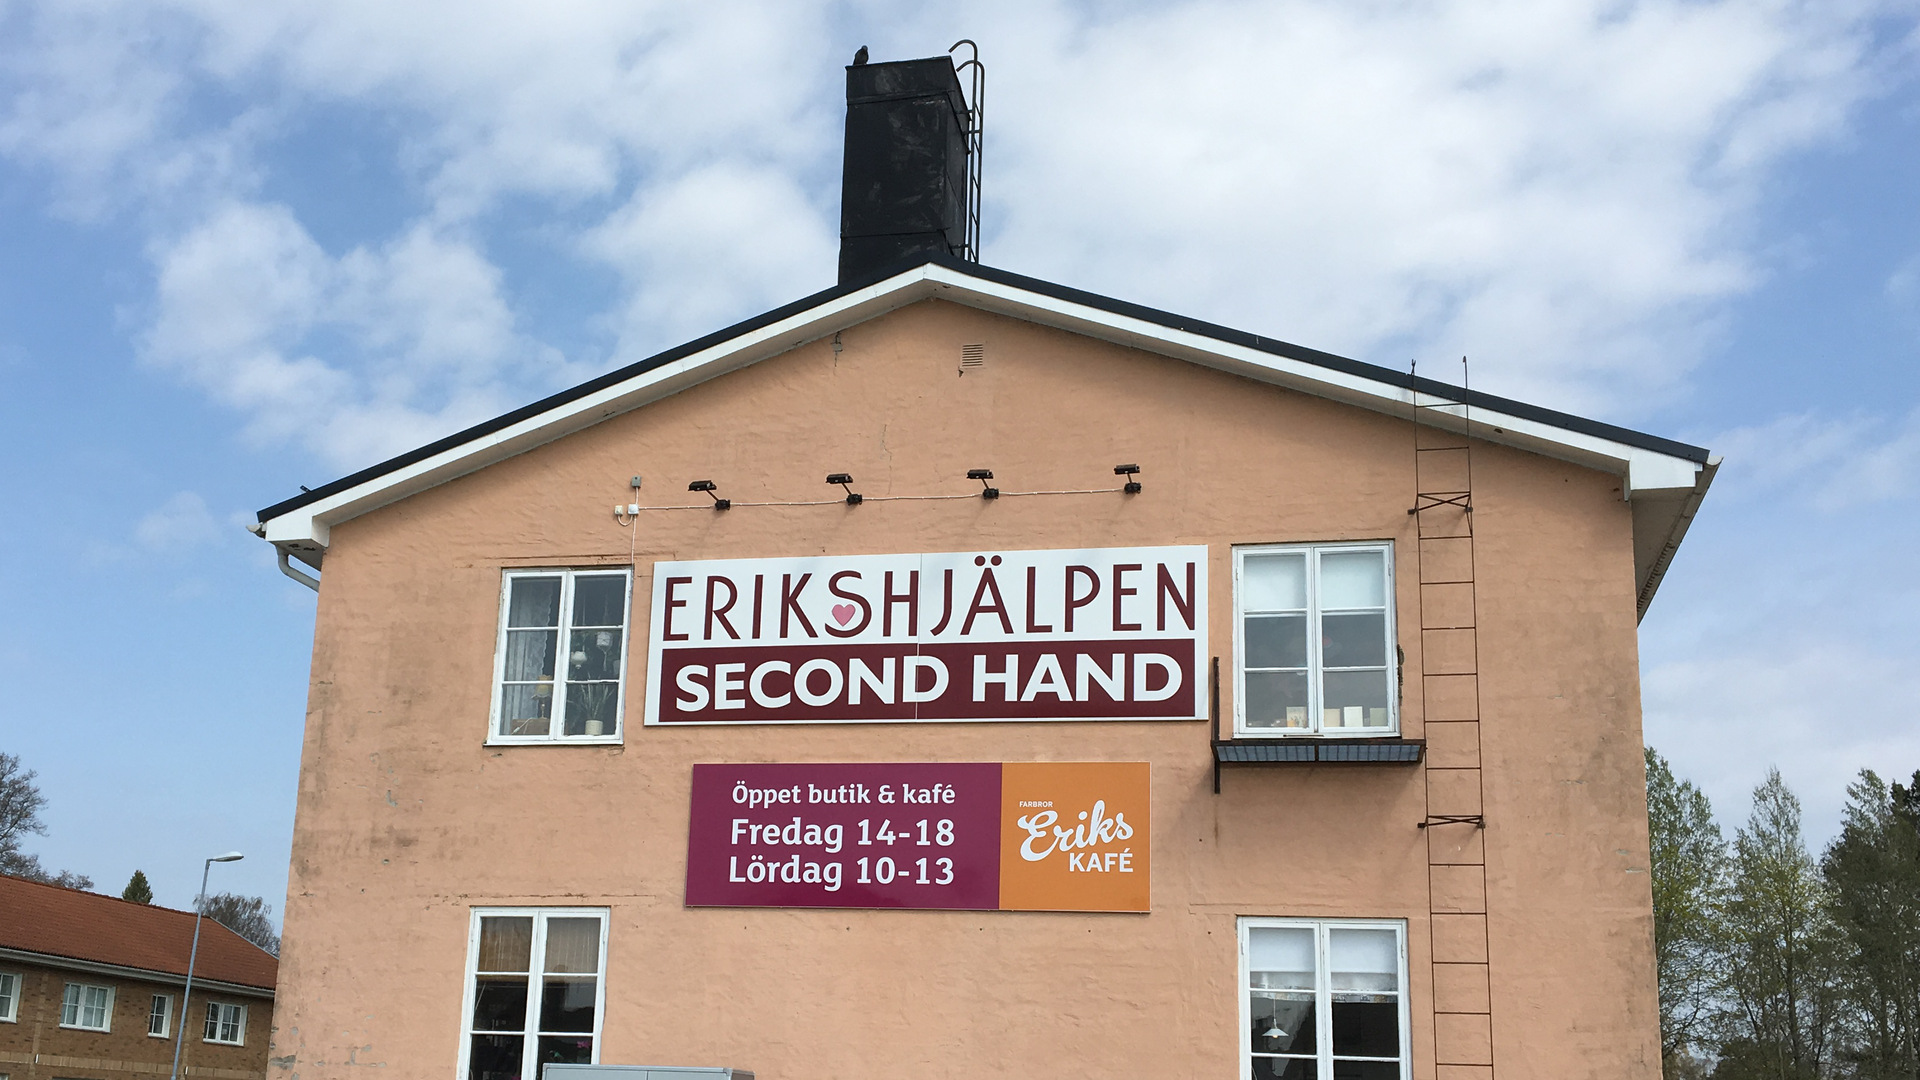 ERIKSHJÄLPEN
SECOND HAND
Öppet butik & kafé
Fredag 14-18
Lördag 10-13
FARBROR
Eriks
KAFÉ